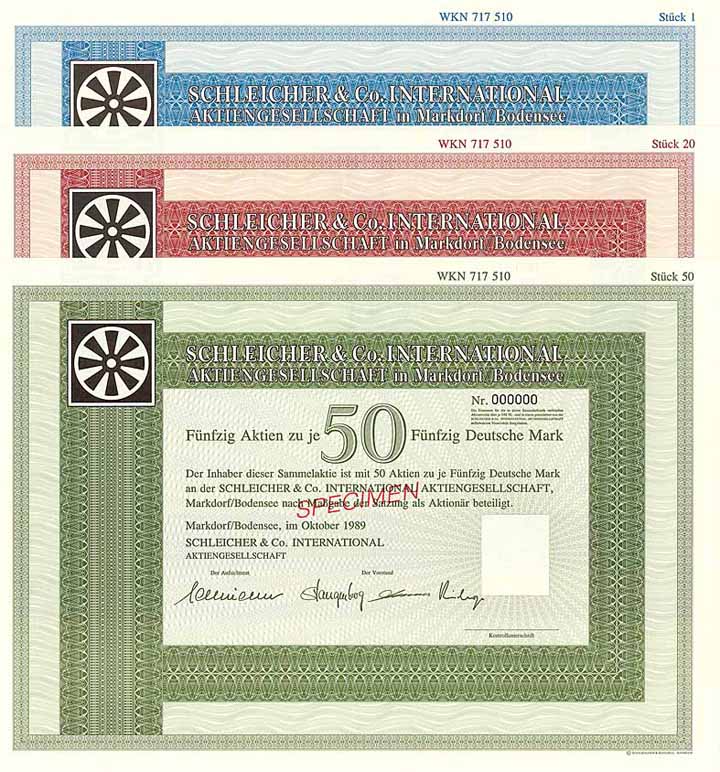 WKN 717 510 Stück 1
SCHLEICHER & Co. INTERNATIONAL
AKTIENGESELLSCHAFT in Markdorf/Bodensee
WKN 717 510 Stück 20
SCHLEICHER & Co. INTERNATIONAL
AKTIENGESELLSCHAFT in Markdorf/Bodensee
WKN 717 510 Stück 50
SCHLEICHER & Co. INTERNATIONAL
AKTIENGESELLSCHAFT in Markdorf/Bodensee
Nr. 000000
Fünfzig Aktien zu je 50 Fünfzig Deutsche Mark
Der Inhaber dieser Sammelaktie ist mit 50 Aktien zu je Fünfzig Deutsche Mark
an der SCHLEICHER & Co. INTERNATIONAL AKTIENGESELLSCHAFT,
Markdorf/Bodensee nach Maßgabe der Satzung als Aktionär beteiligt.
SPECIMEN
Markdorf/Bodensee, im Oktober 1989
SCHLEICHER & Co. INTERNATIONAL
AKTIENGESELLSCHAFT
Der Aufsichtsrat Der Vorstand
Kontrollunterschrift